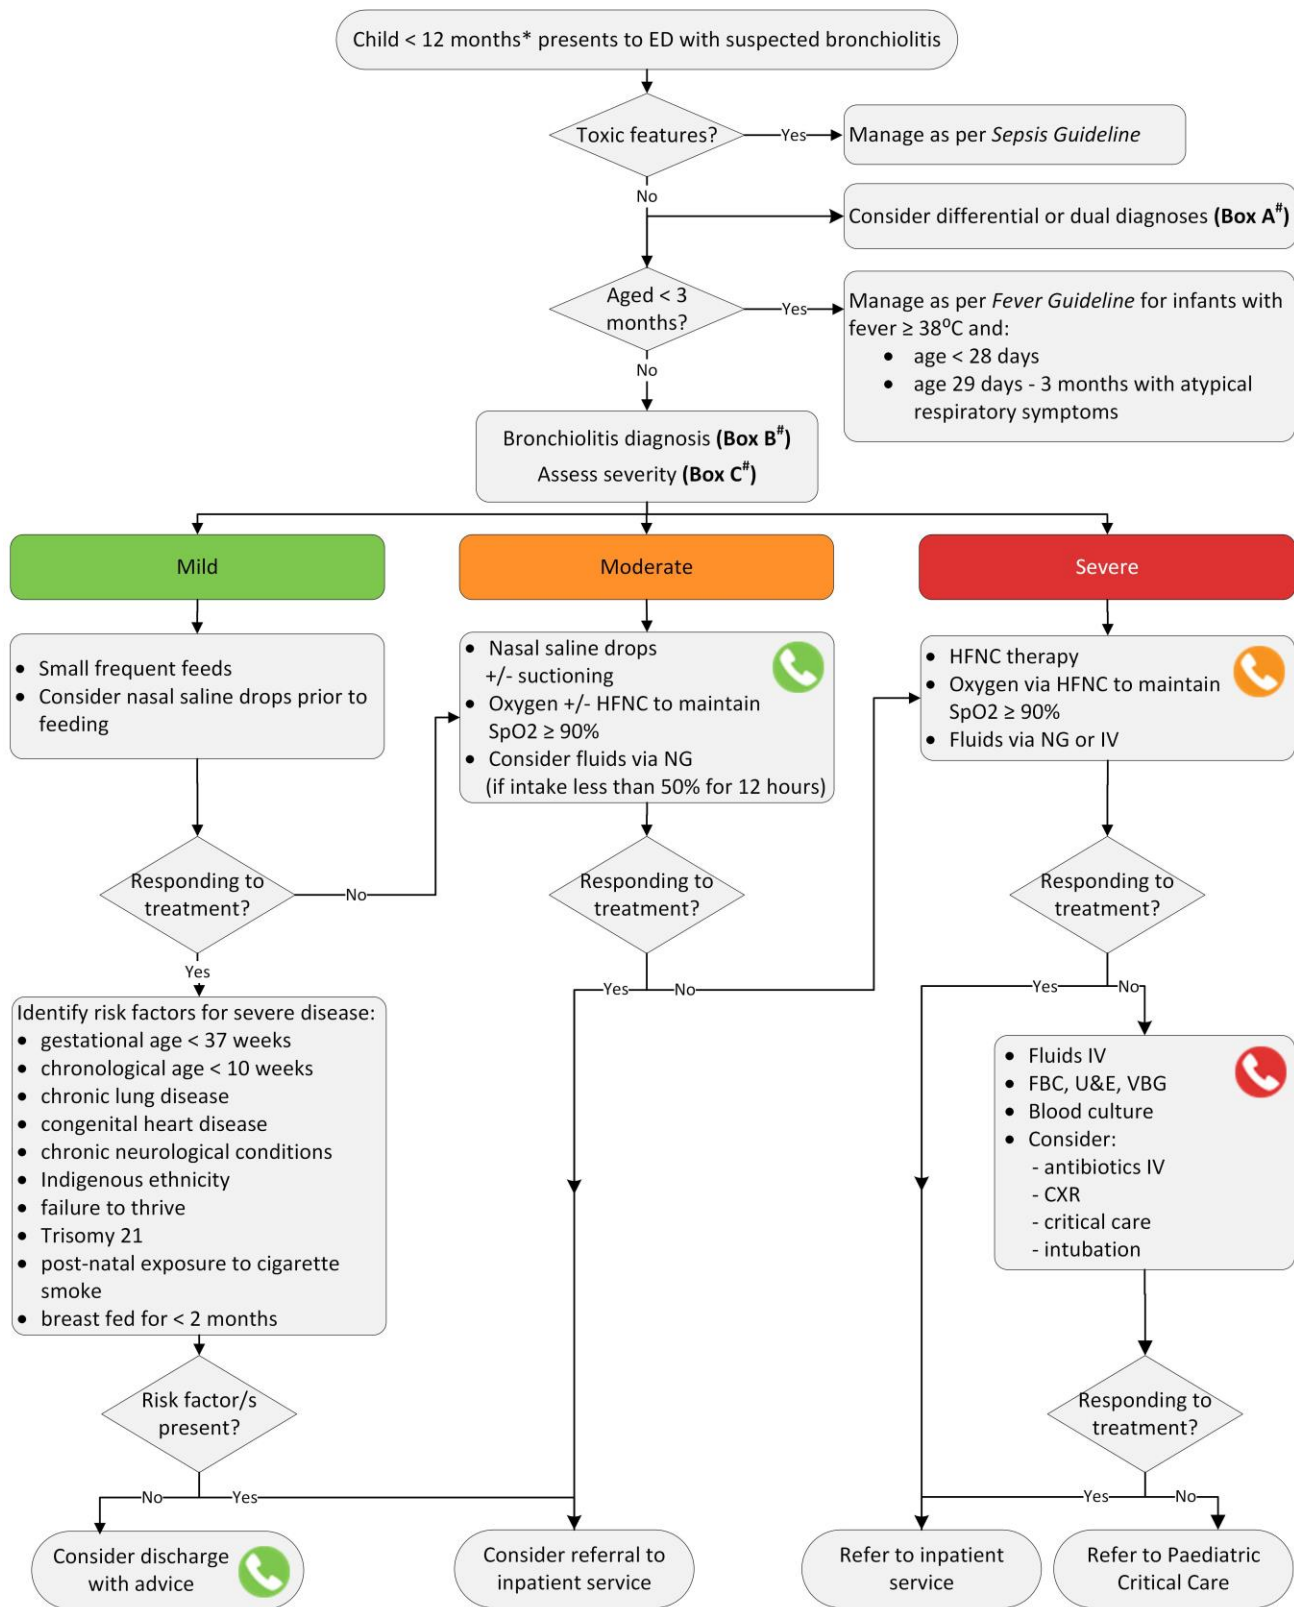 Child < 12 months* presents to ED with suspected bronchiolitis
Toxic features?
Yes
Manage as per Sepsis Guideline
No
Consider differential or dual diagnoses (Box A#)
Aged < 3
months?
Yes
Manage as per Fever Guideline for infants with
fever ≥ 38⁰C and:
• age < 28 days
• age 29 days - 3 months with atypical
respiratory symptoms
No
Bronchiolitis diagnosis (Box B#)
Assess severity (Box C#)
Mild
Moderate
Severe
• Small frequent feeds
• Consider nasal saline drops prior to
feeding
• Nasal saline drops
+/- suctioning
• Oxygen +/- HFNC to maintain
SpO2 ≥ 90%
• Consider fluids via NG
(if intake less than 50% for 12 hours)
• HFNC therapy
• Oxygen via HFNC to maintain
SpO2 ≥ 90%
• Fluids via NG or IV
Responding to
treatment?
No
Yes
Responding to
treatment?
Yes
No
Responding to
treatment?
Yes
No
Identify risk factors for severe disease:
• gestational age < 37 weeks
• chronological age < 10 weeks
• chronic lung disease
• congenital heart disease
• chronic neurological conditions
• Indigenous ethnicity
• failure to thrive
• Trisomy 21
• post-natal exposure to cigarette
smoke
• breast fed for < 2 months
• Fluids IV
• FBC, U&E, VBG
• Blood culture
• Consider:
- antibiotics IV
- CXR
- critical care
- intubation
Risk factor/s
present?
No
Yes
Responding to
treatment?
Yes
No
Consider discharge
with advice
Consider referral to
inpatient service
Refer to inpatient
service
Refer to Paediatric
Critical Care